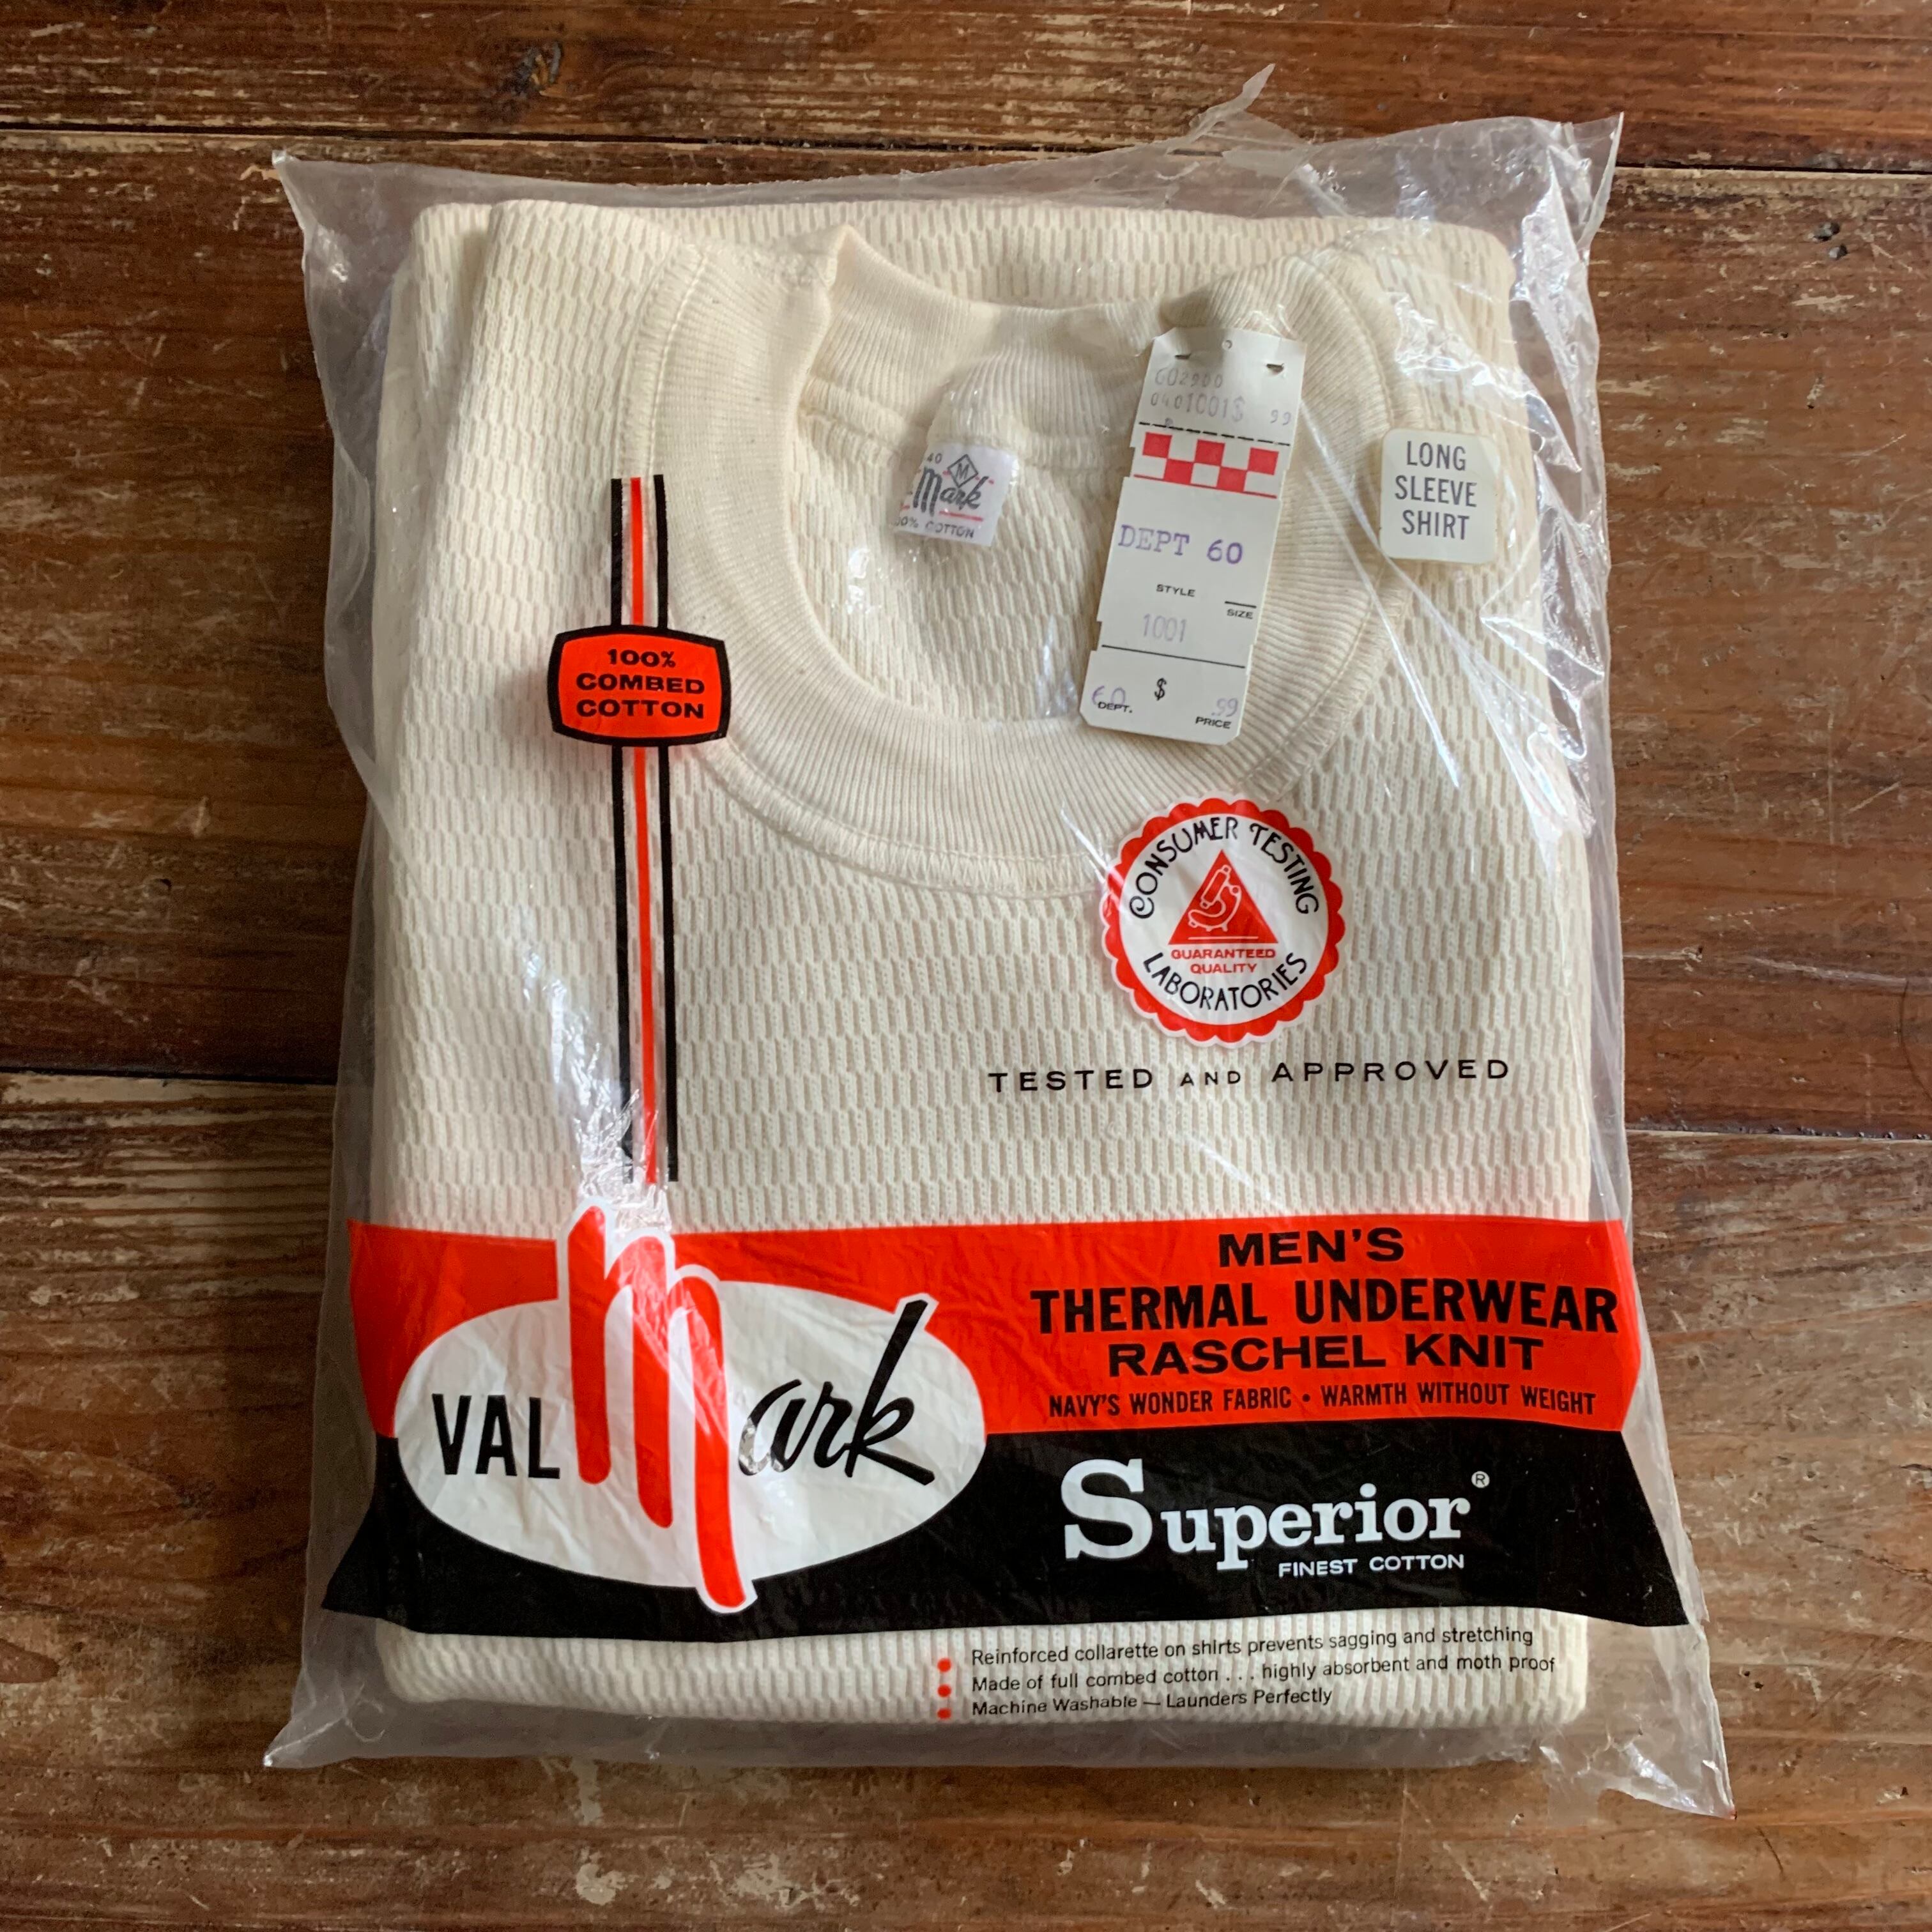 602900
0401001$ 99
DEPT 60
STYLE
SIZE
1001
60 $ .99
DEPT.
PRICE
40
M
Mark
100% COTTON
LONG
SLEEVE
SHIRT
100%
COMBED
COTTON
CONSUMER TESTING
GUARANTEED
QUALITY
LABORATORIES
TESTED AND APPROVED
MEN'S
THERMAL UNDERWEAR
RASCHEL KNIT
NAVY'S WONDER FABRIC • WARMTH WITHOUT WEIGHT
VAL Mark
Superior®
FINEST COTTON
Reinforced collarette on shirts prevents sagging and stretching
Made of full combed cotton . . . highly absorbent and moth proof
Machine Washable — Launders Perfectly